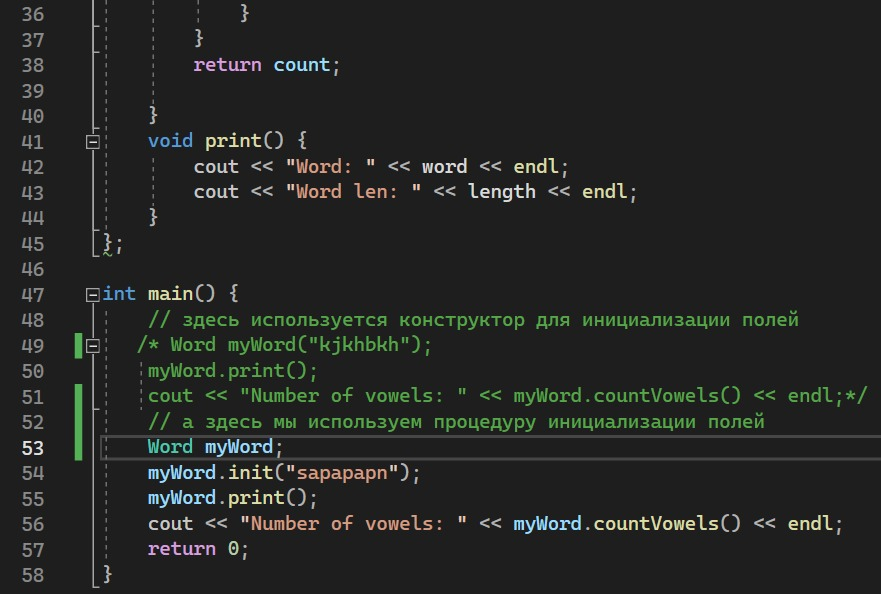 36 }
37 }
38 return count;
39
40 }
41 void print() {
42 cout << "Word: " << word << endl;
43 cout << "Word len: " << length << endl;
44 }
45 };
46
47 int main() {
48 // здесь используется конструктор для инициализации полей
49 /* Word myWord("kjkhbkh");
50 myWord.print();
51 cout << "Number of vowels: " << myWord.countVowels() << endl;*/
52 // а здесь мы используем процедуру инициализации полей
53 Word myWord;
54 myWord.init("sapapapn");
55 myWord.print();
56 cout << "Number of vowels: " << myWord.countVowels() << endl;
57 return 0;
58 }